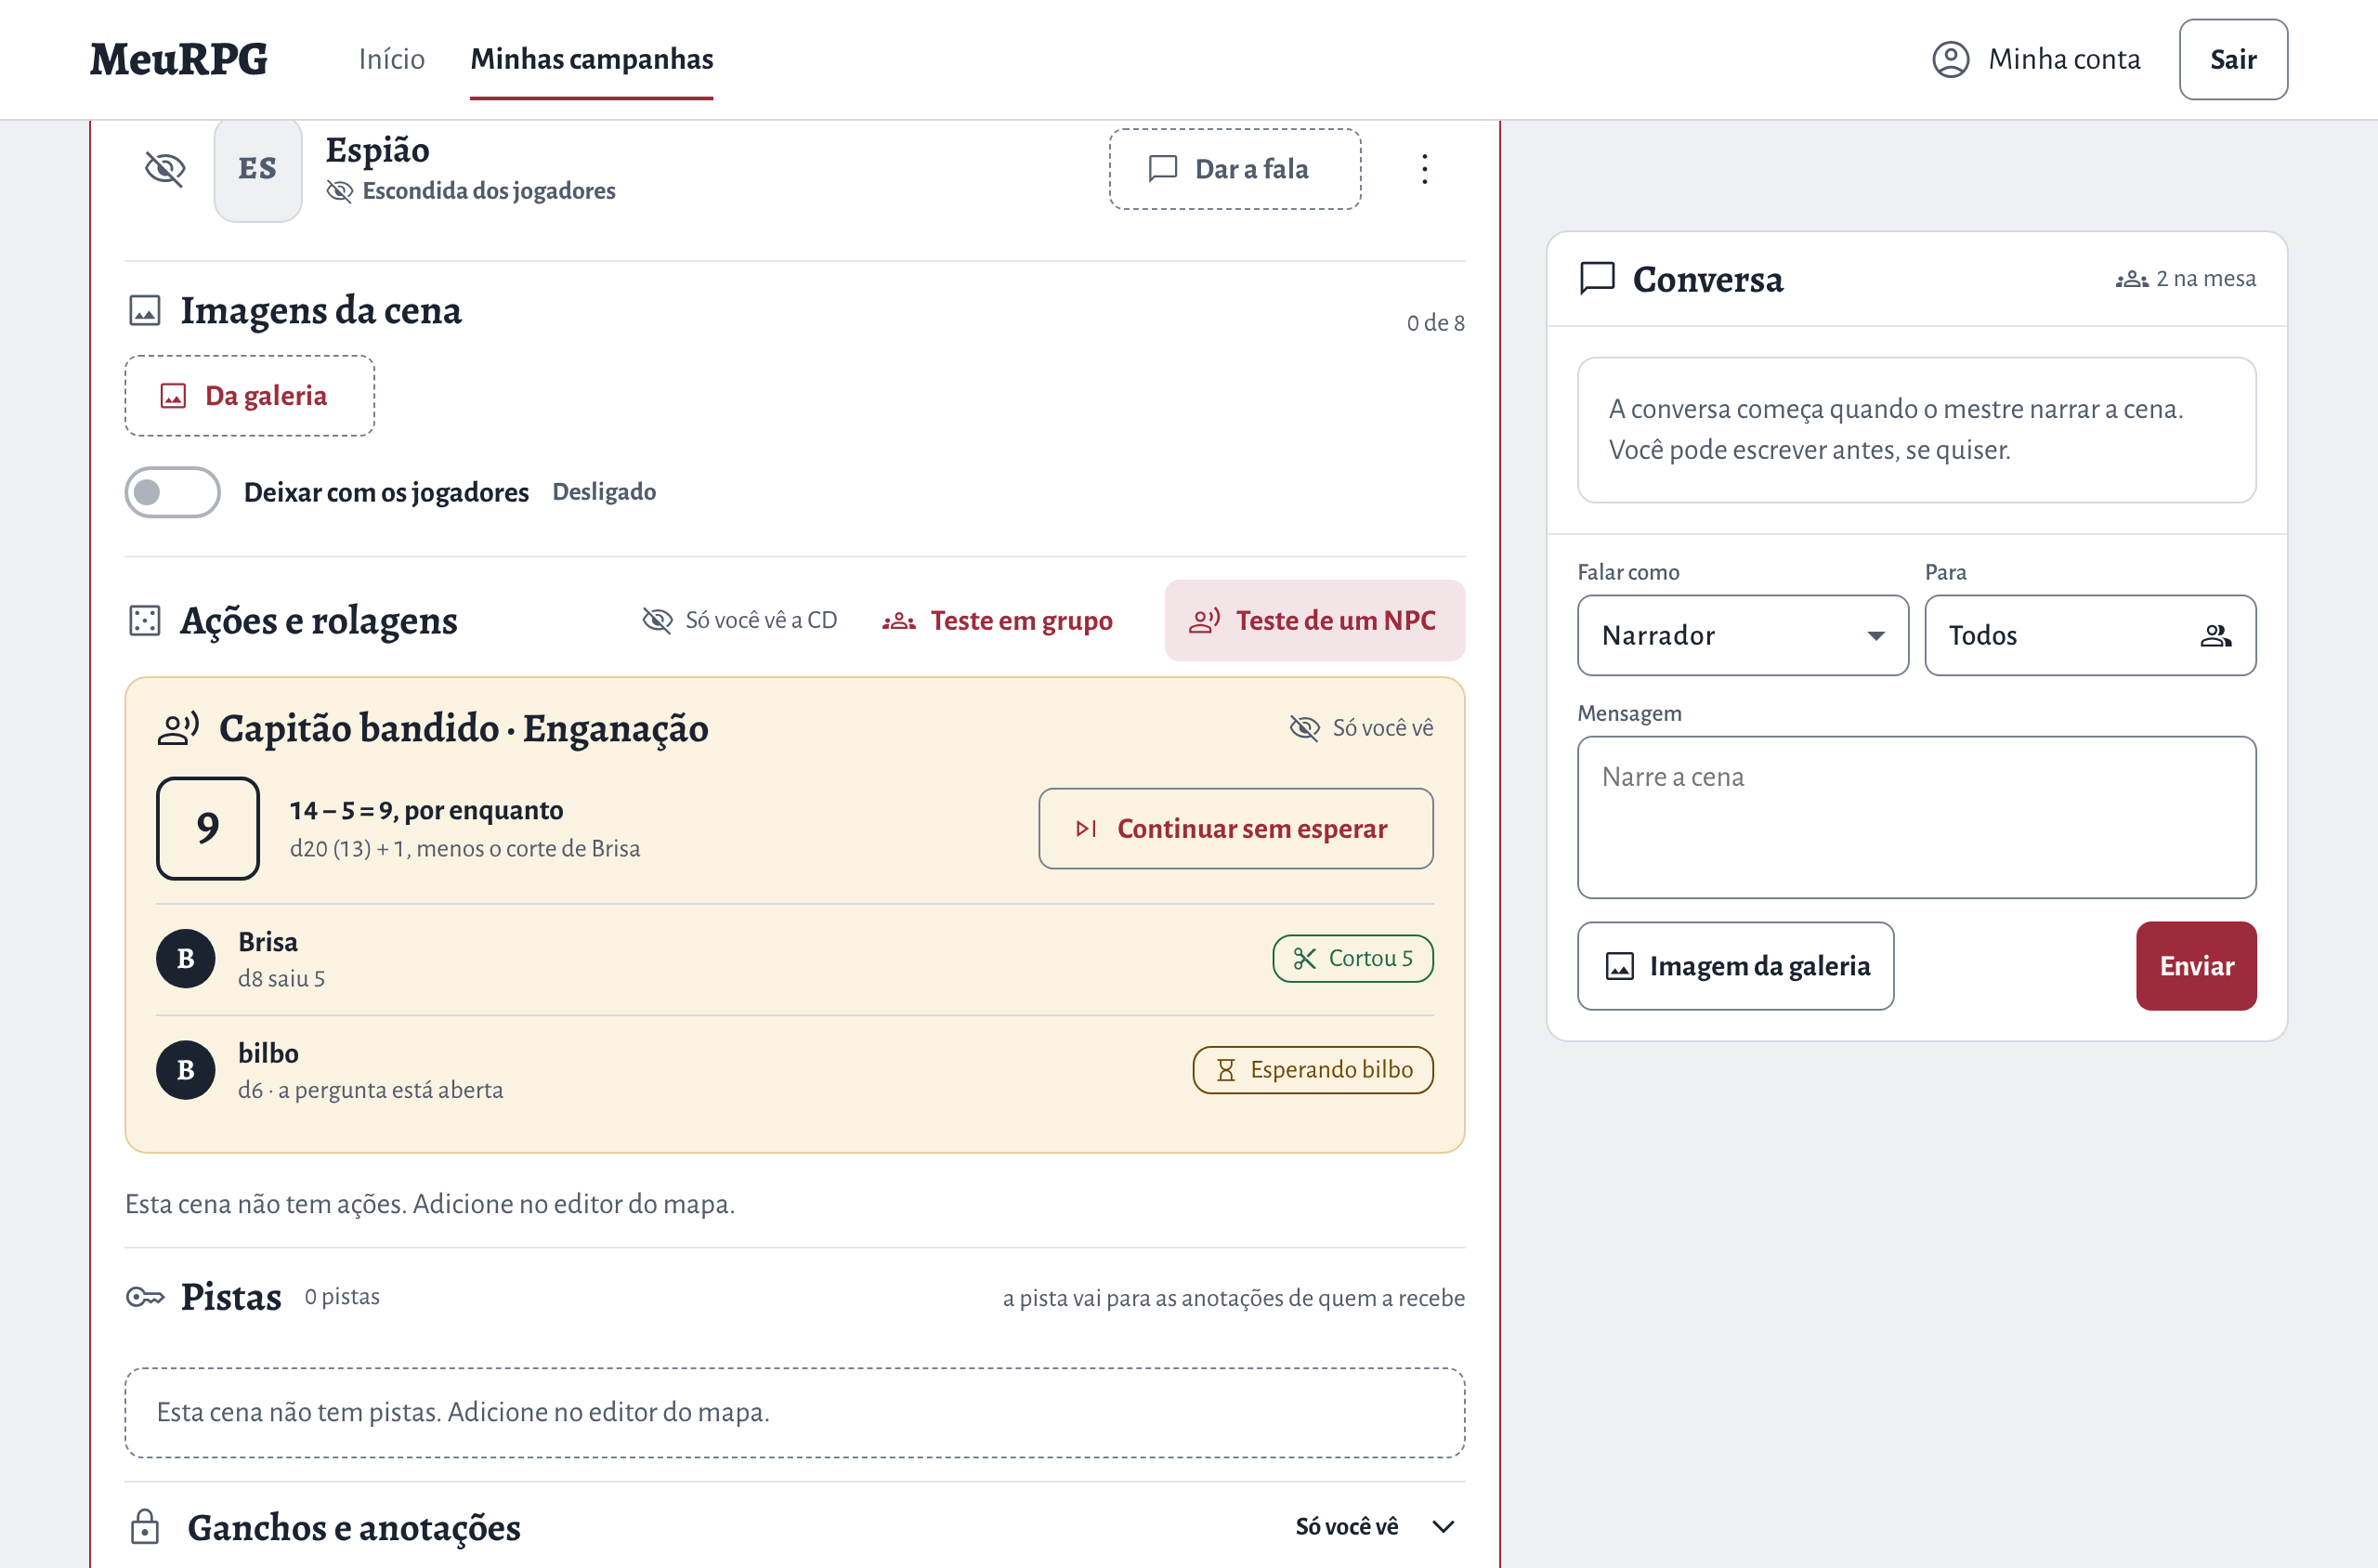 MeuRPG
Início
Minhas campanhas
Minha conta
Sair
ES
Espião
Escondida dos jogadores
Dar a fala
Imagens da cena
0 de 8
Da galeria
Deixar com os jogadores
Desligado
Ações e rolagens
Só você vê a CD
Teste em grupo
Teste de um NPC
Capitão bandido · Enganação
Só você vê
9
14 – 5 = 9, por enquanto
d20 (13) + 1, menos o corte de Brisa
Continuar sem esperar
B
Brisa
d8 saiu 5
Cortou 5
B
bilbo
d6 · a pergunta está aberta
Esperando bilbo
Esta cena não tem ações. Adicione no editor do mapa.
Pistas
0 pistas
a pista vai para as anotações de quem a recebe
Esta cena não tem pistas. Adicione no editor do mapa.
Ganchos e anotações
Só você vê
Conversa
2 na mesa
A conversa começa quando o mestre narrar a cena.
Você pode escrever antes, se quiser.
Falar como
Para
Narrador
Todos
Mensagem
Narre a cena
Imagem da galeria
Enviar